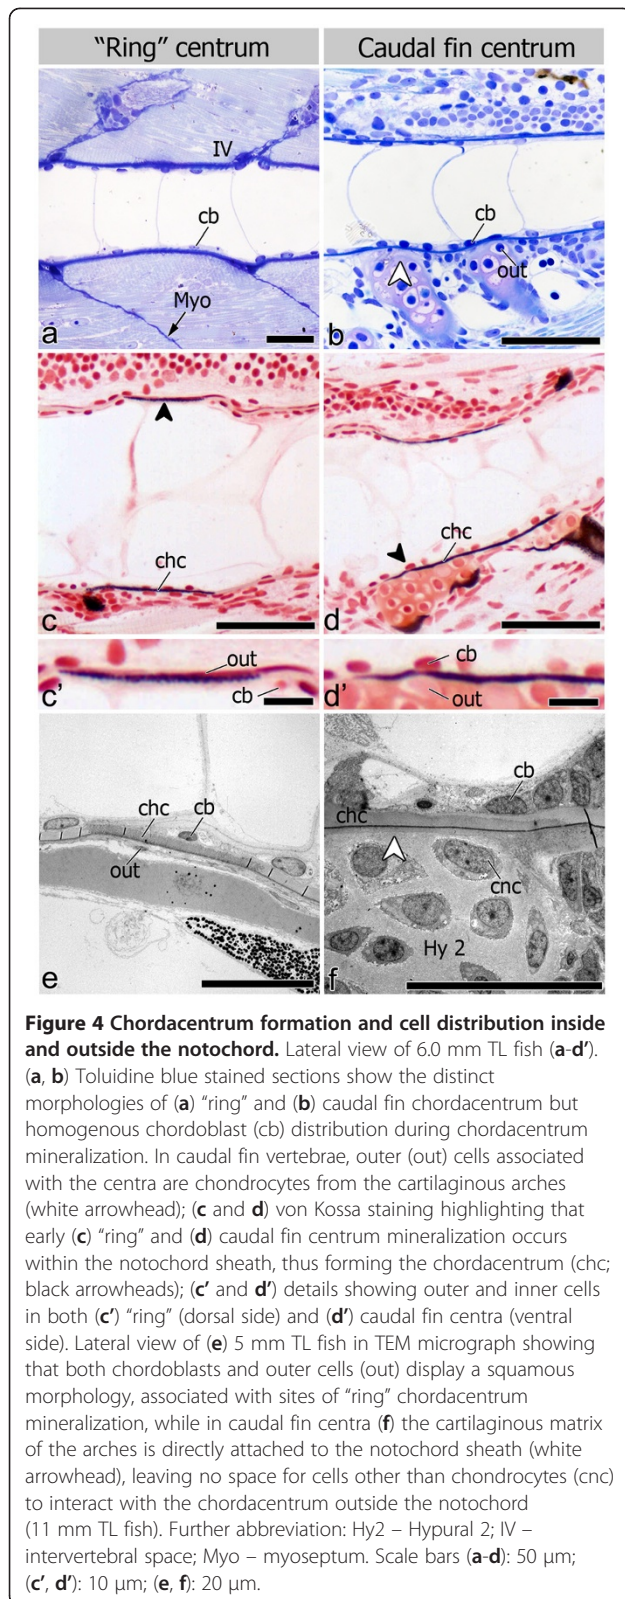 "Ring" centrum
Caudal fin centrum
IV
cb
Myo
a
cb
out
b
chc
c
chc
d
out
cb
c'
cb
out
d'
chc
cb
out
e
cb
chc
cnc
Hy 2
f
Figure 4 Chordacentrum formation and cell distribution inside
and outside the notochord. Lateral view of 6.0 mm TL fish (a-d').
(a, b) Toluidine blue stained sections show the distinct
morphologies of (a) "ring" and (b) caudal fin chordacentrum but
homogenous chordoblast (cb) distribution during chordacentrum
mineralization. In caudal fin vertebrae, outer (out) cells associated
with the centra are chondrocytes from the cartilaginous arches
(white arrowhead); (c and d) von Kossa staining highlighting that
early (c) "ring" and (d) caudal fin centrum mineralization occurs
within the notochord sheath, thus forming the chordacentrum (chc;
black arrowheads); (c' and d') details showing outer and inner cells
in both (c') "ring" (dorsal side) and (d') caudal fin centra (ventral
side). Lateral view of (e) 5 mm TL fish in TEM micrograph showing
that both chordoblasts and outer cells (out) display a squamous
morphology, associated with sites of "ring" chordacentrum
mineralization, while in caudal fin centra (f) the cartilaginous matrix
of the arches is directly attached to the notochord sheath (white
arrowhead), leaving no space for cells other than chondrocytes (cnc)
to interact with the chordacentrum outside the notochord
(11 mm TL fish). Further abbreviation: Hy2 – Hypural 2; IV –
intervertebral space; Myo – myoseptum. Scale bars (a-d): 50 μm;
(c', d'): 10 μm; (e, f): 20 μm.